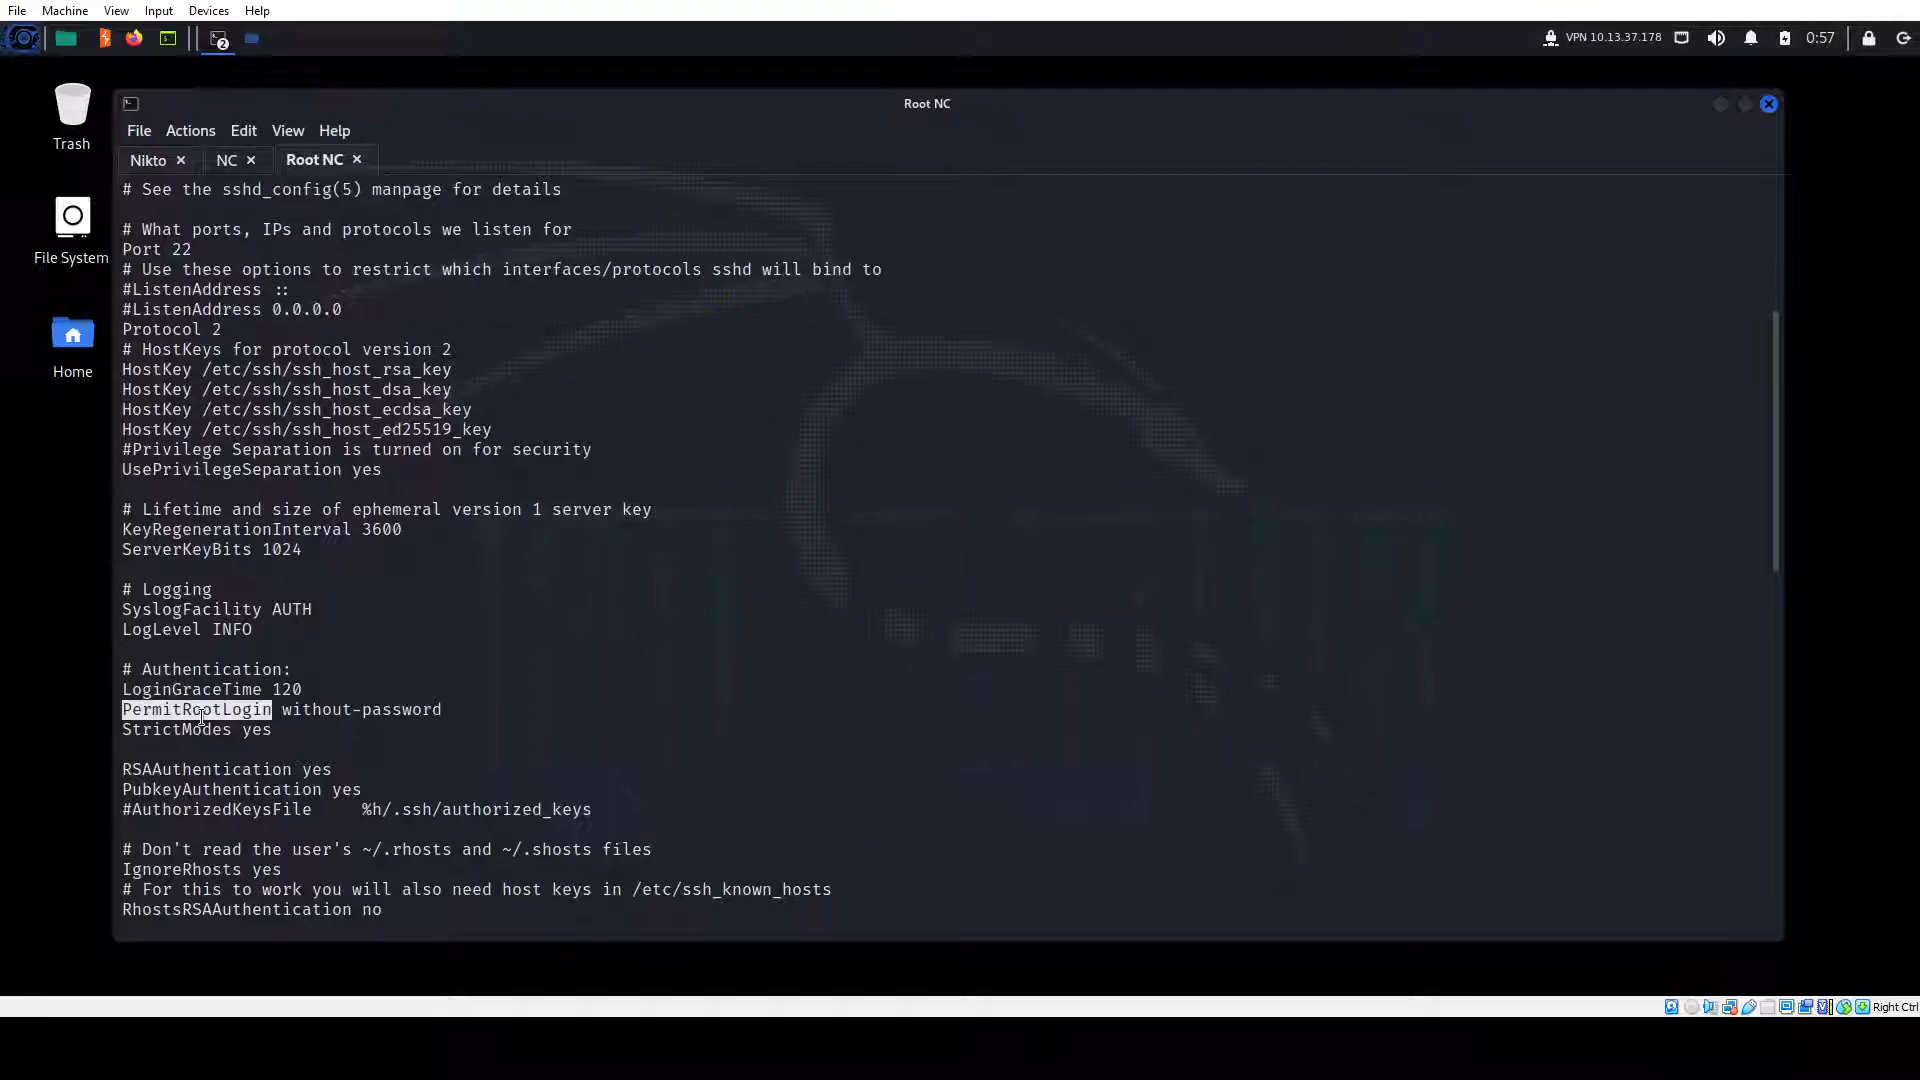 File Machine View Input Devices Help
2 VPN 10.13.37.178 0:57
Root NC
File Actions Edit View Help
Nikto × NC × Root NC ×
Trash
File System
Home
# See the sshd_config(5) manpage for details
# What ports, IPs and protocols we listen for
Port 22
# Use these options to restrict which interfaces/protocols sshd will bind to
#ListenAddress ::
#ListenAddress 0.0.0.0
Protocol 2
# HostKeys for protocol version 2
HostKey /etc/ssh/ssh_host_rsa_key
HostKey /etc/ssh/ssh_host_dsa_key
HostKey /etc/ssh/ssh_host_ecdsa_key
HostKey /etc/ssh/ssh_host_ed25519_key
#Privilege Separation is turned on for security
UsePrivilegeSeparation yes
# Lifetime and size of ephemeral version 1 server key
KeyRegenerationInterval 3600
ServerKeyBits 1024
# Logging
SyslogFacility AUTH
LogLevel INFO
# Authentication:
LoginGraceTime 120
PermitRootLogin without-password
StrictModes yes
RSAAuthentication yes
PubkeyAuthentication yes
#AuthorizedKeysFile     %h/.ssh/authorized_keys
# Don't read the user's ~/.rhosts and ~/.shosts files
IgnoreRhosts yes
# For this to work you will also need host keys in /etc/ssh_known_hosts
RhostsRSAAuthentication no
Right Ctrl